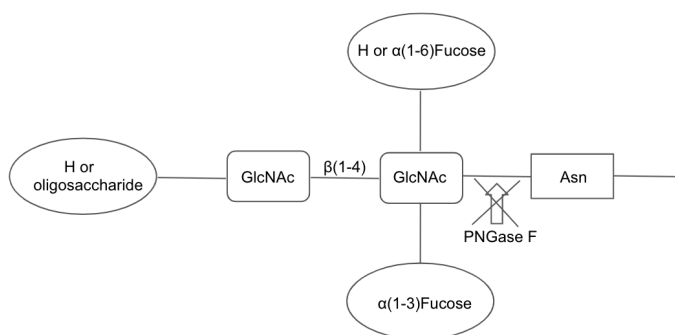 H or α(1-6)Fucose
H or
oligosaccharide
GlcNAc
β(1-4)
GlcNAc
Asn
PNGase F
α(1-3)Fucose